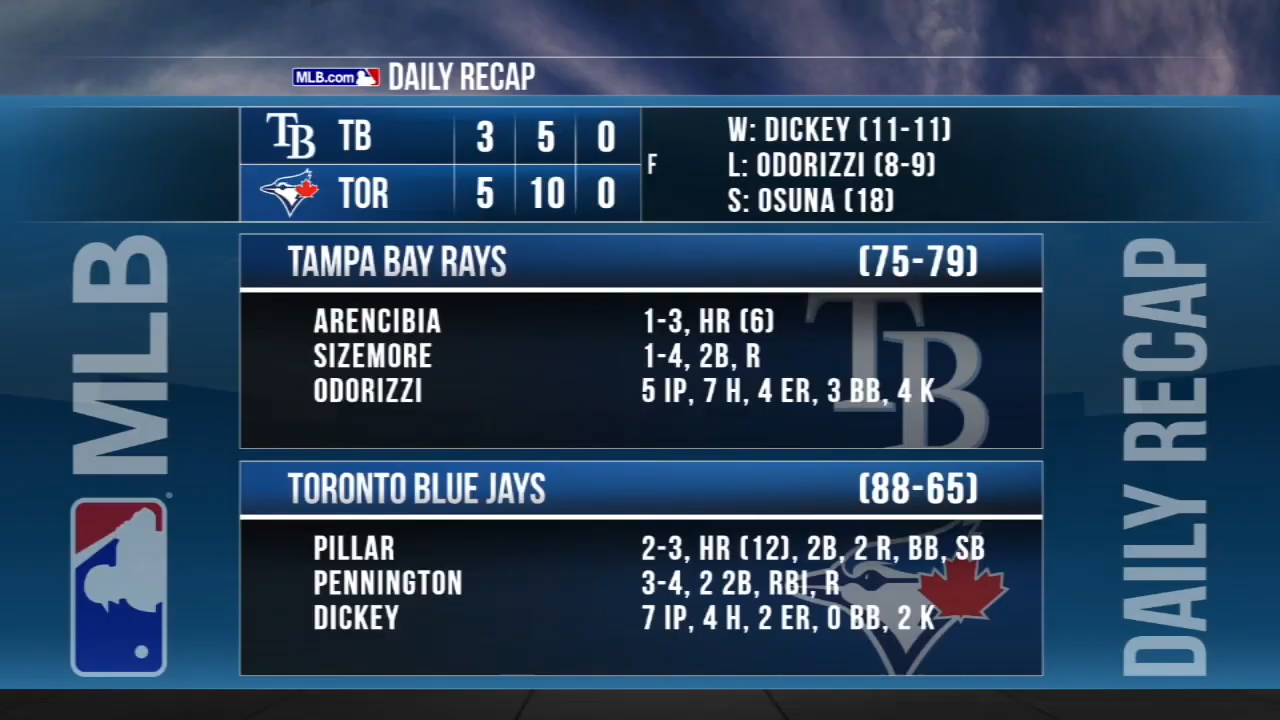 MLB.com DAILY RECAP
TB TB 3 5 0
TOR 5 10 0
F
W: DICKEY (11-11)
L: ODORIZZI (8-9)
S: OSUNA (18)
MLB
TAMPA BAY RAYS (75-79)
ARENCIBIA 1-3, HR (6)
SIZEMORE 1-4, 2B, R
ODORIZZI 5 IP, 7 H, 4 ER, 3 BB, 4 K
TB
TORONTO BLUE JAYS (88-65)
PILLAR 2-3, HR (12), 2B, 2 R, BB, SB
PENNINGTON 3-4, 2 2B, RBI, R
DICKEY 7 IP, 4 H, 2 ER, 0 BB, 2 K
DAILY RECAP